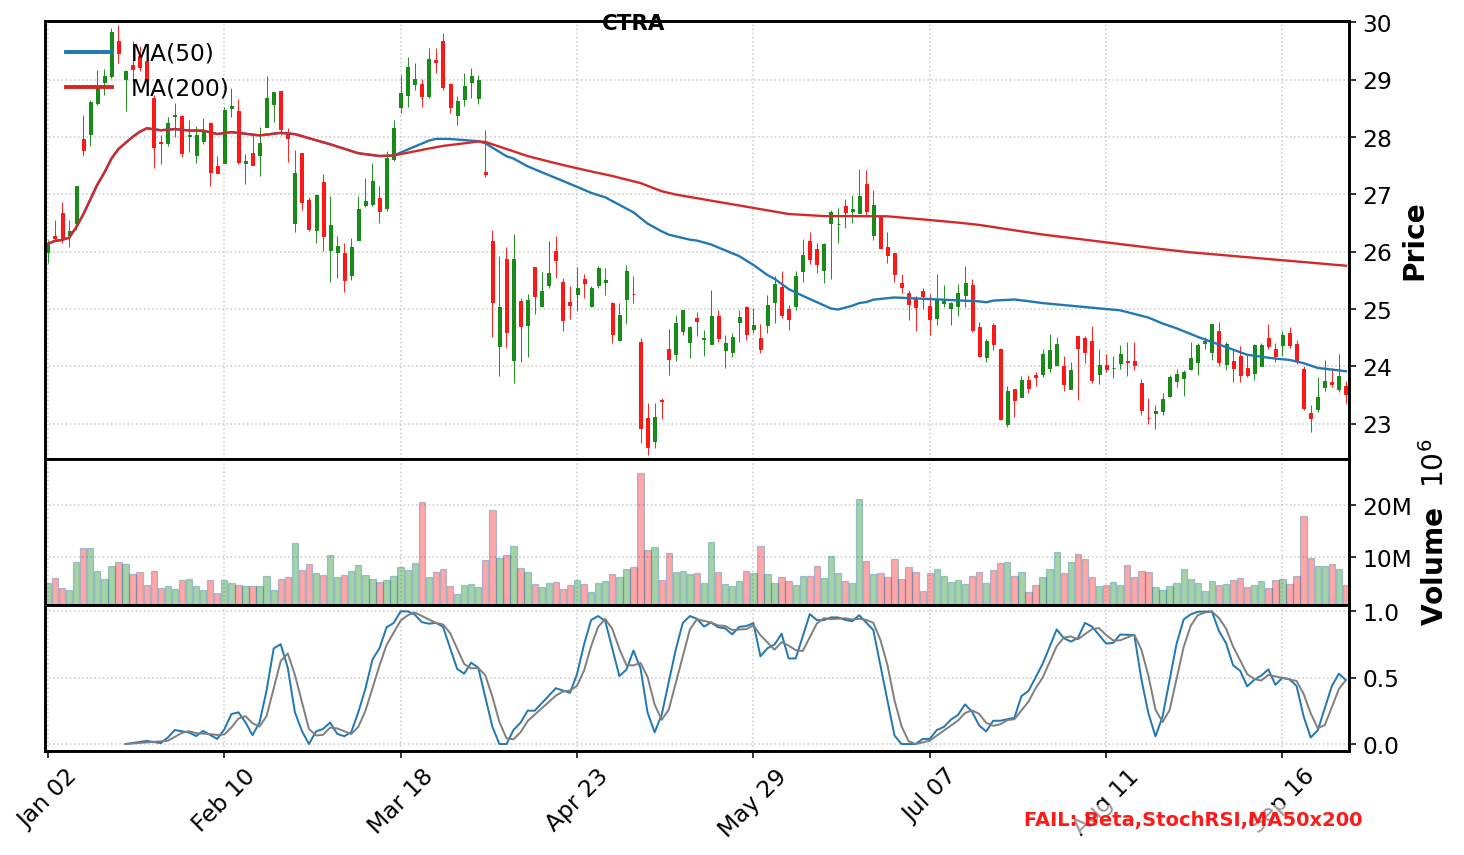 CTRA
MA(50)
MA(200)
30
29
28
27
26
25
24
23
Price
10^6
20M
10M
Volume
1.0
0.5
0.0
Jan 02
Feb 10
Mar 18
Apr 23
May 29
Jul 07
Aug 11
Sep 16
FAIL: Beta,StochRSI,MA50x200